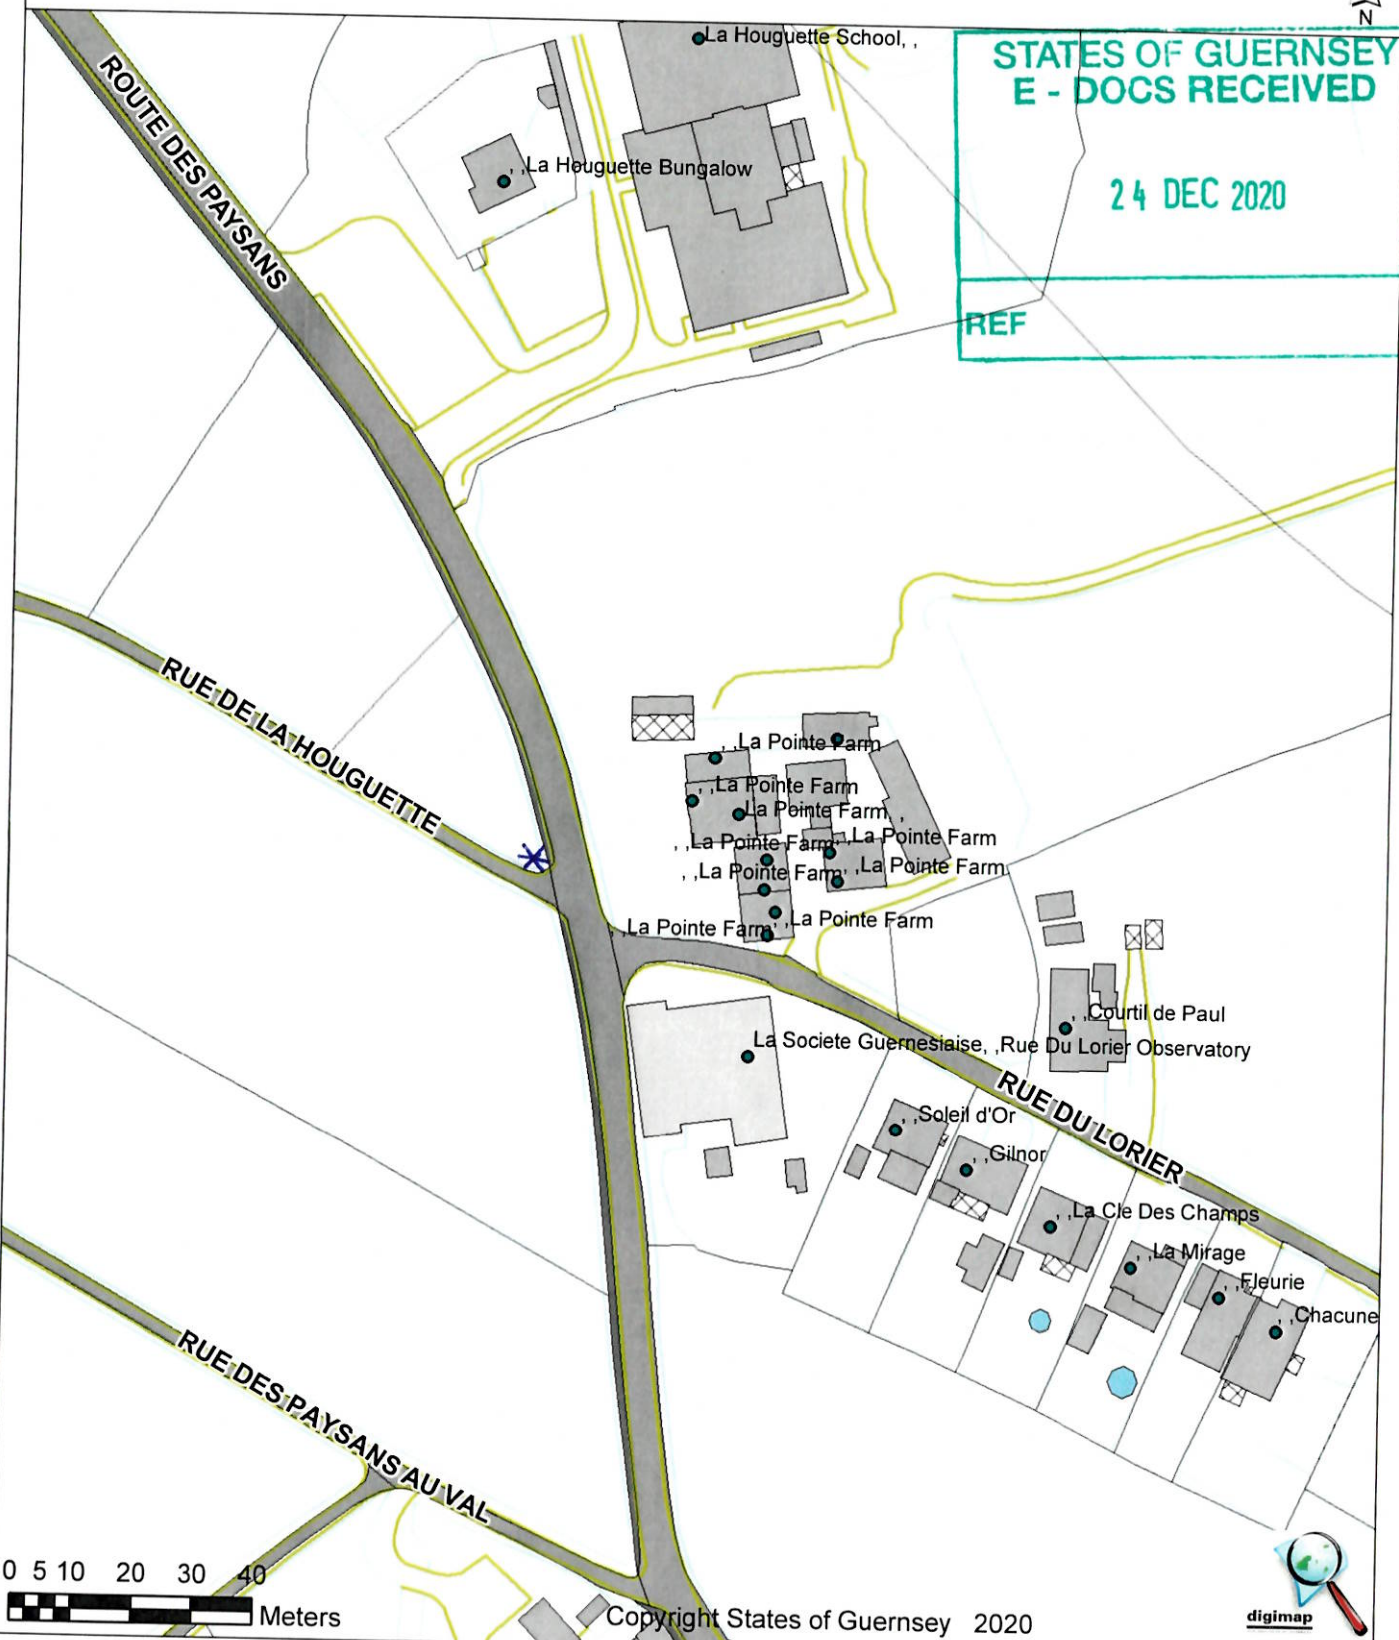 N
La Houguette School, ,
STATES OF GUERNSEY
E - DOCS RECEIVED
24 DEC 2020
REF
ROUTE DES PAYSANS
, ,La Houguette Bungalow
RUE DE LA HOUGUETTE
, ,La Pointe Farm
, ,La Pointe Farm
La Pointe Farm, ,
, ,La Pointe Farm
, ,La Pointe Farm
, ,La Pointe Farm
, ,La Pointe Farm
, ,La Pointe Farm
, ,La Pointe Farm
, ,Courtil de Paul
La Societe Guernesiaise, ,Rue Du Lorier Observatory
RUE DU LORIER
, ,Soleil d'Or
, ,Gilnor
, ,La Cle Des Champs
, ,La Mirage
, ,Fleurie
, ,Chacune
RUE DES PAYSANS AU VAL
0 5 10 20 30 40
Meters
Copyright States of Guernsey 2020
digimap